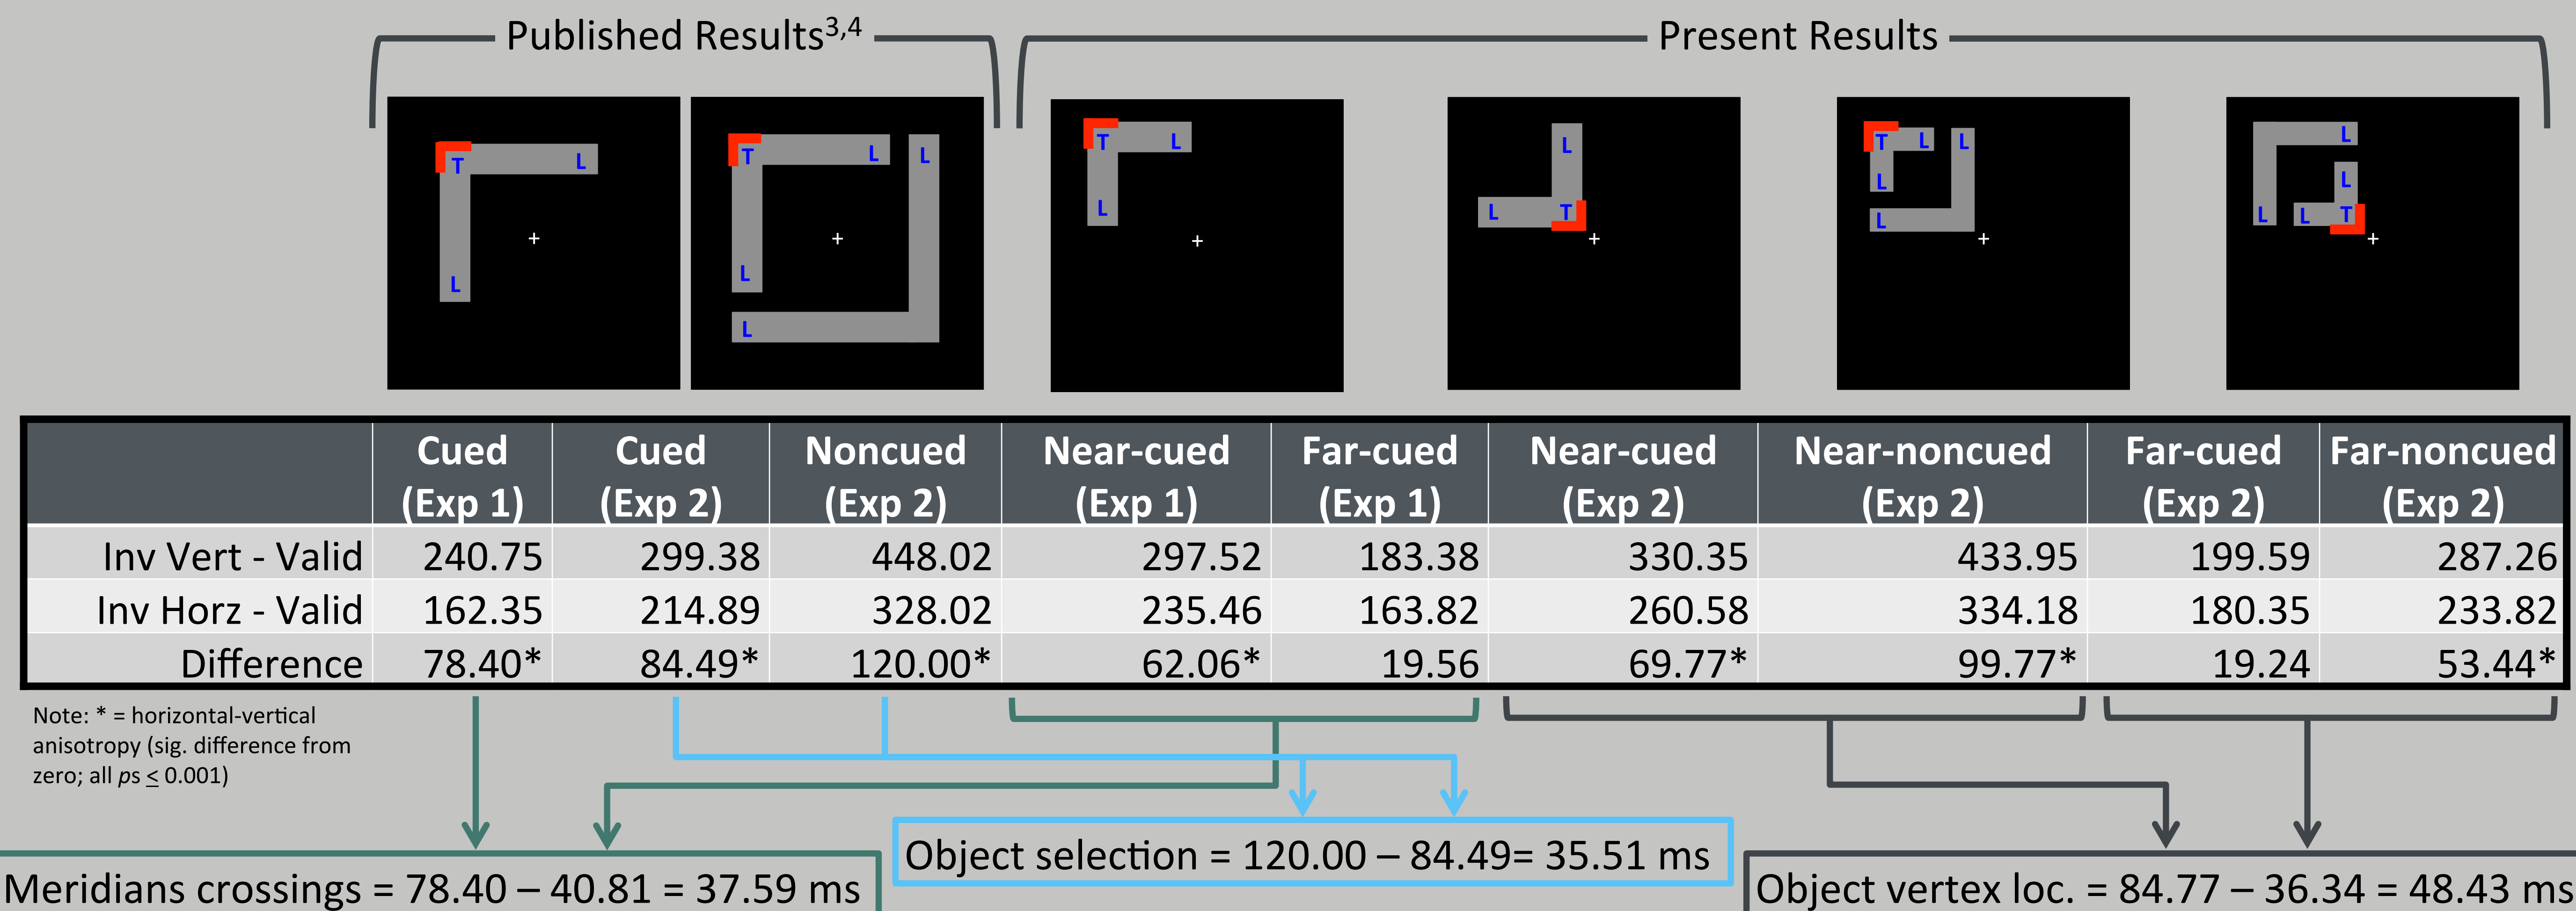 Published Results3,4
Present Results
T L L
T L L L L
T L L
L L T
T L L L L
L L L L T
Cued (Exp 1) Cued (Exp 2) Noncued (Exp 2) Near-cued (Exp 1) Far-cued (Exp 1) Near-cued (Exp 2) Near-noncued (Exp 2) Far-cued (Exp 2) Far-noncued (Exp 2)
Inv Vert - Valid 240.75 299.38 448.02 297.52 183.38 330.35 433.95 199.59 287.26
Inv Horz - Valid 162.35 214.89 328.02 235.46 163.82 260.58 334.18 180.35 233.82
Difference 78.40* 84.49* 120.00* 62.06* 19.56 69.77* 99.77* 19.24 53.44*
Note: * = horizontal-vertical
anisotropy (sig. difference from
zero; all ps ≤ 0.001)
Object selection = 120.00 – 84.49= 35.51 ms
Meridians crossings = 78.40 – 40.81 = 37.59 ms
Object vertex loc. = 84.77 – 36.34 = 48.43 ms